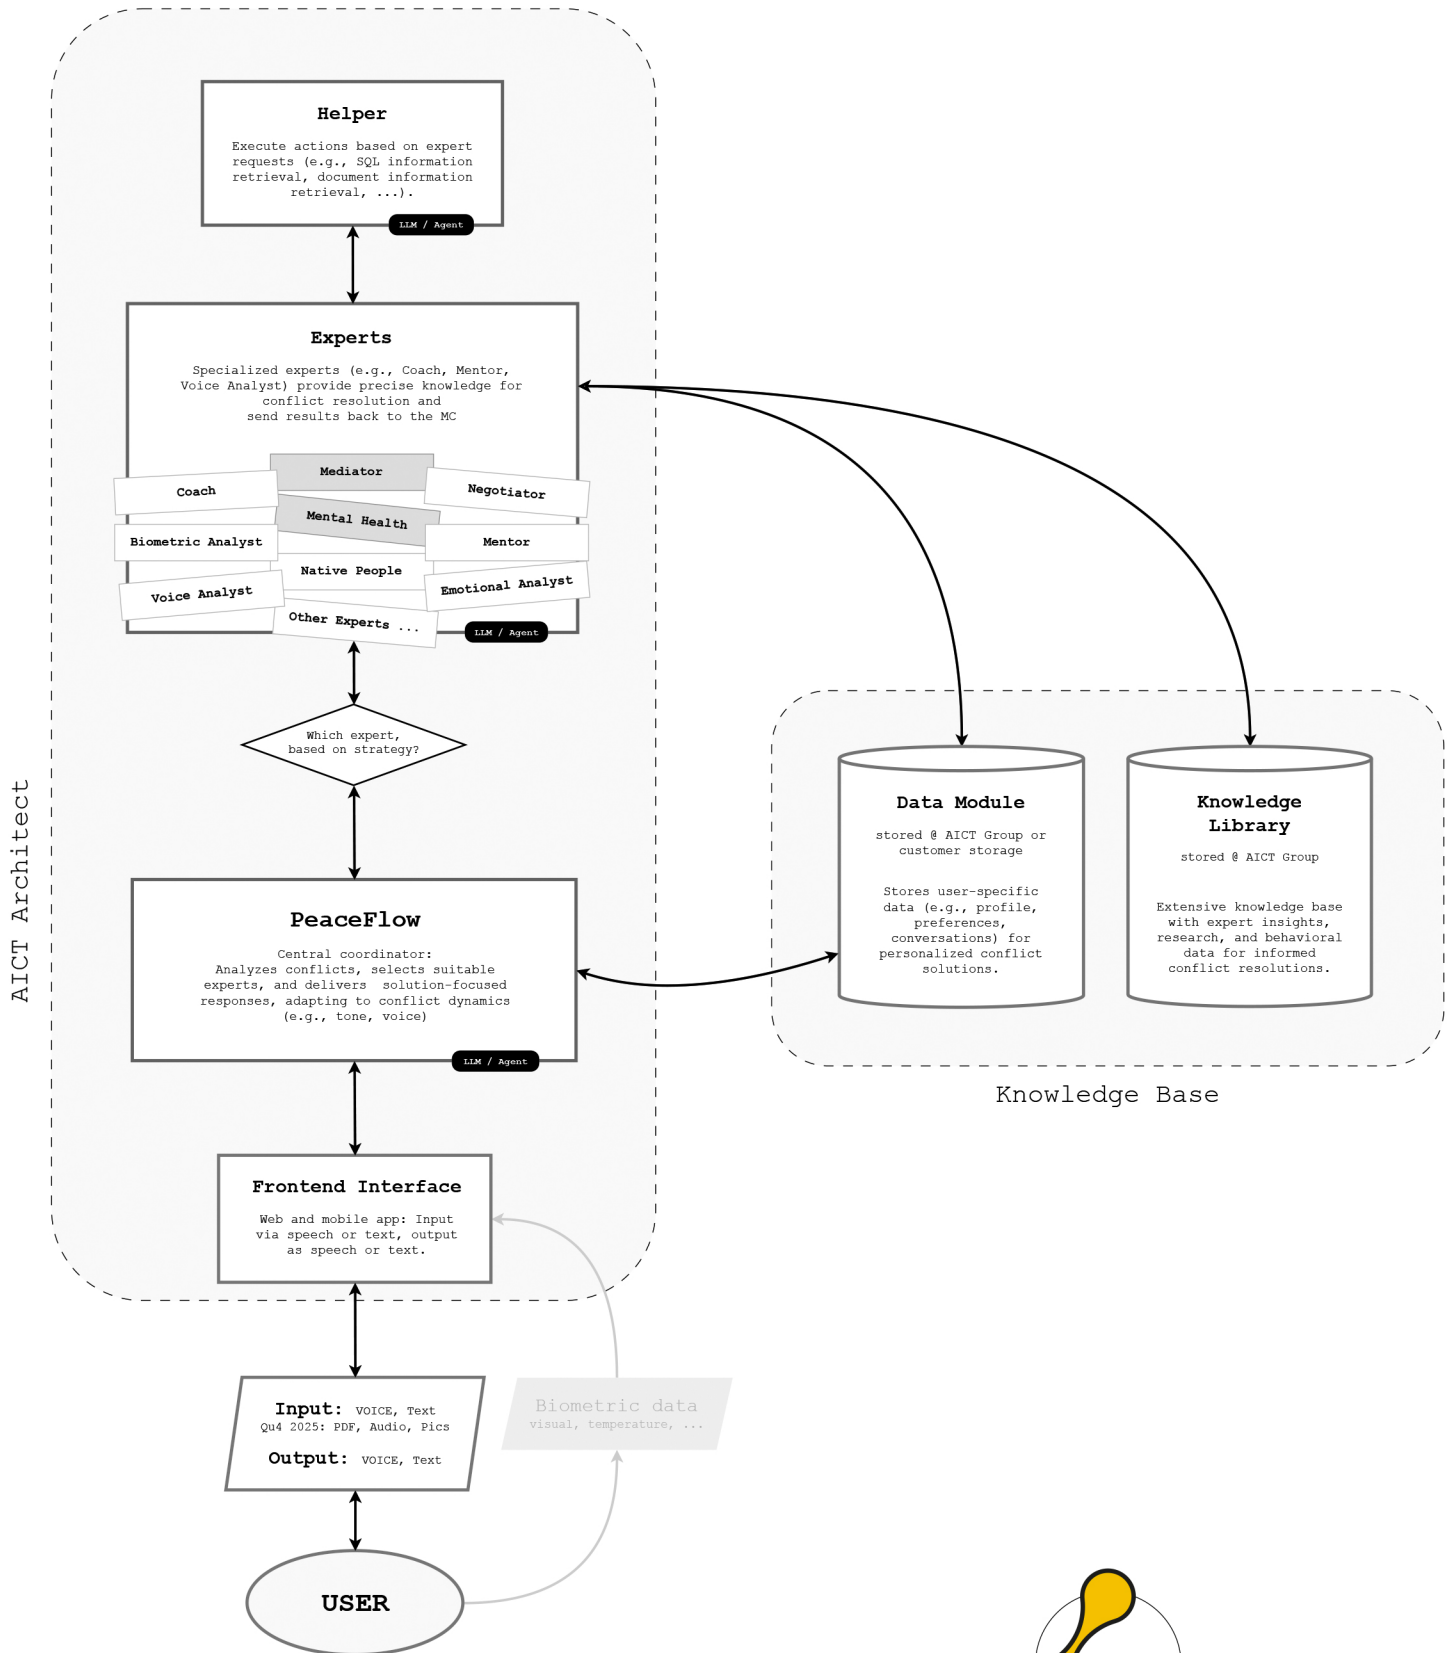 Helper
Execute actions based on expert
requests (e.g., SQL information
retrieval, document information
retrieval, ...).
LLM / Agent
Experts
Specialized experts (e.g., Coach, Mentor,
Voice Analyst) provide precise knowledge for
conflict resolution and
send results back to the MC
Mediator
Coach
Negotiator
Mental Health
Biometric Analyst
Mentor
Native People
Emotional Analyst
Voice Analyst
Other Experts ...
LLM / Agent
Which expert,
based on strategy?
PeaceFlow
Central coordinator:
Analyzes conflicts, selects suitable
experts, and delivers  solution-focused
responses, adapting to conflict dynamics
(e.g., tone, voice)
LLM / Agent
Frontend Interface
Web and mobile app: Input
via speech or text, output
as speech or text.
AICT Architect
Data Module
stored @ AICT Group or
customer storage
Stores user-specific
data (e.g., profile,
preferences,
conversations) for
personalized conflict
solutions.
Knowledge
Library
stored @ AICT Group
Extensive knowledge base
with expert insights,
research, and behavioral
data for informed
conflict resolutions.
Knowledge Base
Input: VOICE, Text
Qu4 2025: PDF, Audio, Pics
Output: VOICE, Text
Biometric data
visual, temperature, ...
USER